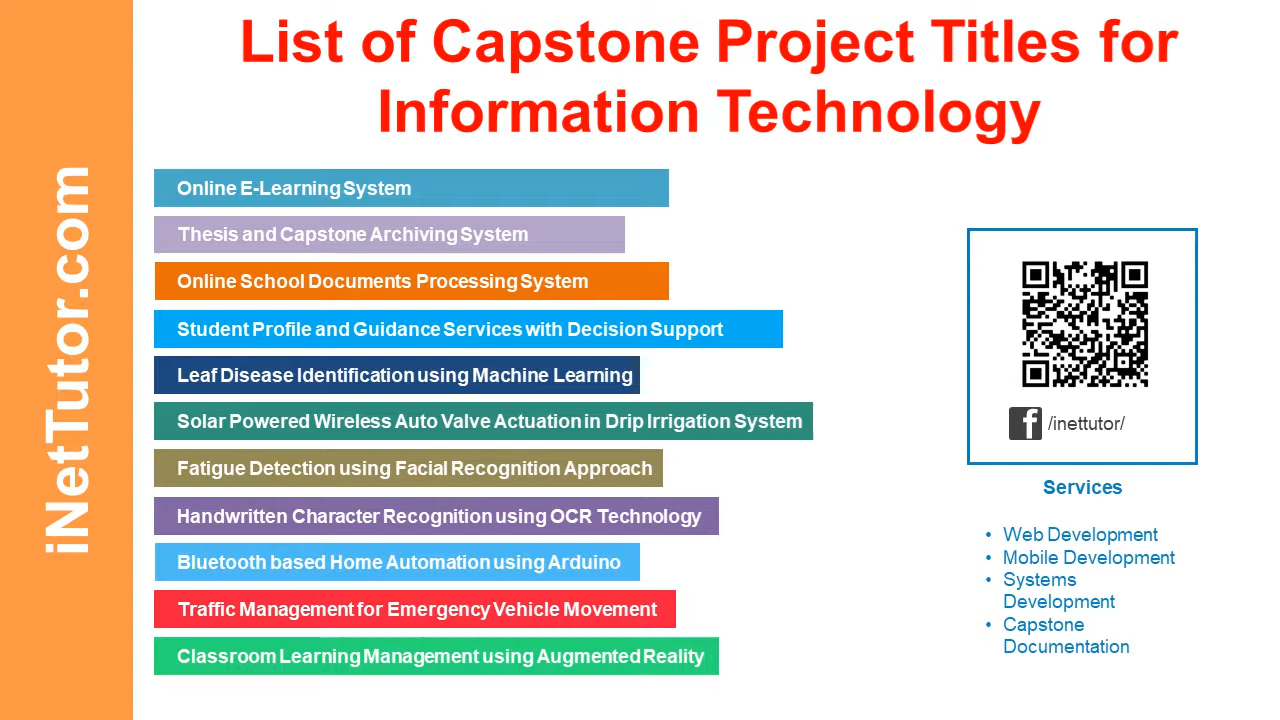 iNetTutor.com
List of Capstone Project Titles for
Information Technology
Online E-Learning System
Thesis and Capstone Archiving System
Online School Documents Processing System
Student Profile and Guidance Services with Decision Support
Leaf Disease Identification using Machine Learning
Solar Powered Wireless Auto Valve Actuation in Drip Irrigation System
Fatigue Detection using Facial Recognition Approach
Handwritten Character Recognition using OCR Technology
Bluetooth based Home Automation using Arduino
Traffic Management for Emergency Vehicle Movement
Classroom Learning Management using Augmented Reality
f /inettutor/
Services
• Web Development
• Mobile Development
• Systems
Development
• Capstone
Documentation